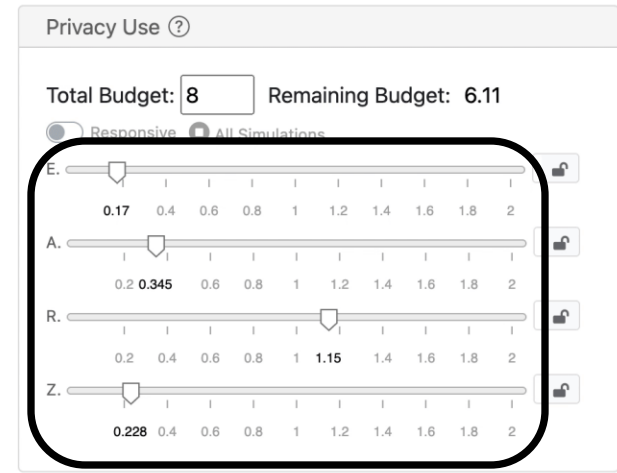 Privacy Use ?
Total Budget: 8 Remaining Budget: 6.11
Responsive All Simulations
E.
0.17 0.4 0.6 0.8 1 1.2 1.4 1.6 1.8 2
A.
0.2 0.345 0.6 0.8 1 1.2 1.4 1.6 1.8 2
R.
0.2 0.4 0.6 0.8 1 1.15 1.4 1.6 1.8 2
Z.
0.228 0.4 0.6 0.8 1 1.2 1.4 1.6 1.8 2